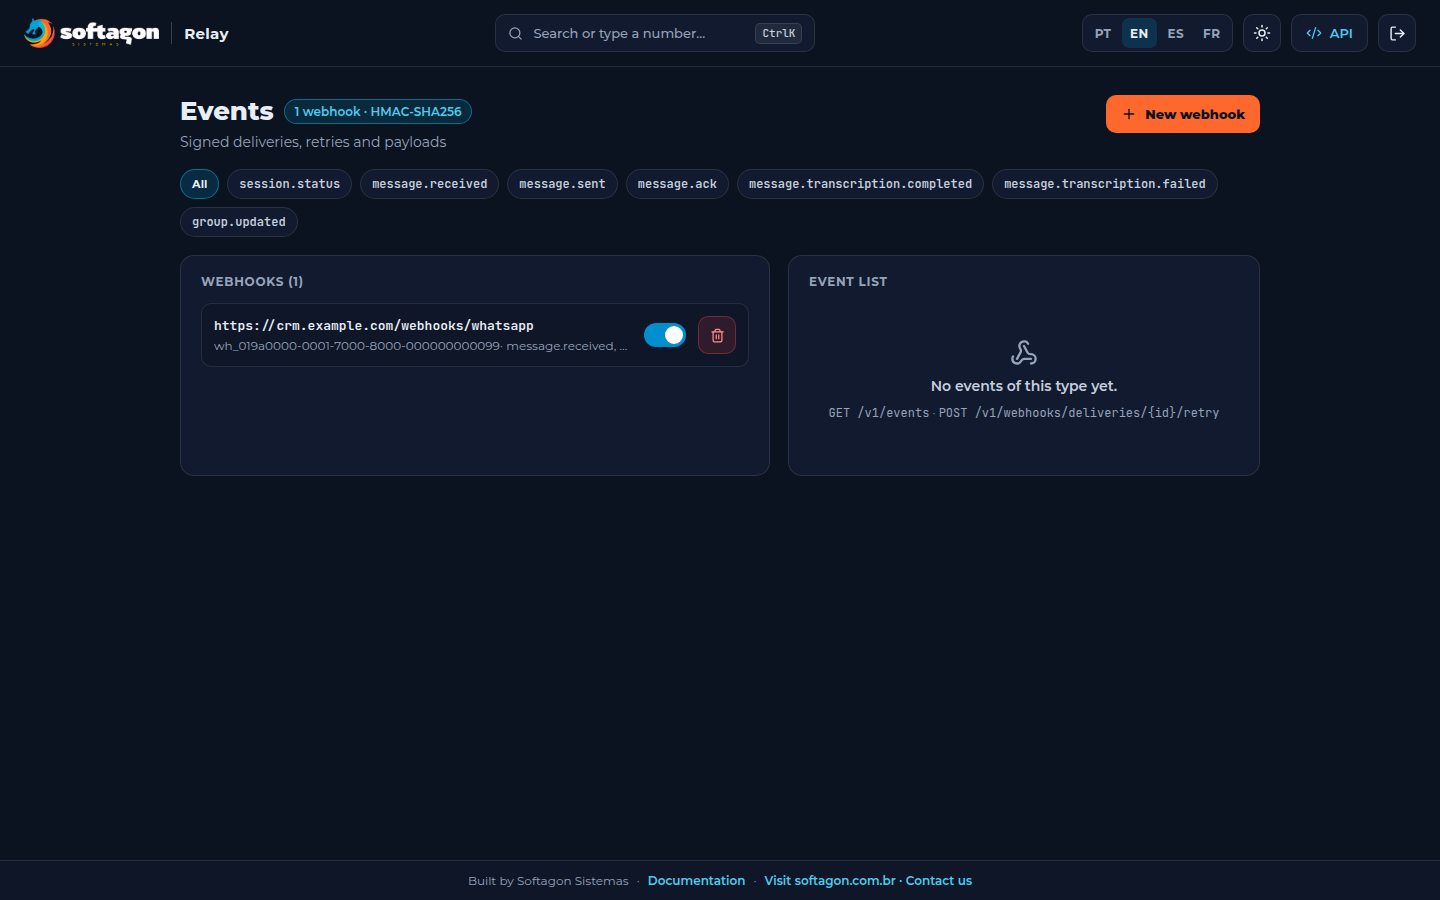 softagon
SISTEMAS
Relay
Search or type a number...
CtrlK
PT EN ES FR
API
Events
1 webhook · HMAC-SHA256
New webhook
Signed deliveries, retries and payloads
All
session.status
message.received
message.sent
message.ack
message.transcription.completed
message.transcription.failed
group.updated
WEBHOOKS (1)
https://crm.example.com/webhooks/whatsapp
wh_019a0000-0001-7000-8000-000000000099· message.received, ...
EVENT LIST
No events of this type yet.
GET /v1/events · POST /v1/webhooks/deliveries/{id}/retry
Built by Softagon Sistemas · Documentation · Visit softagon.com.br · Contact us